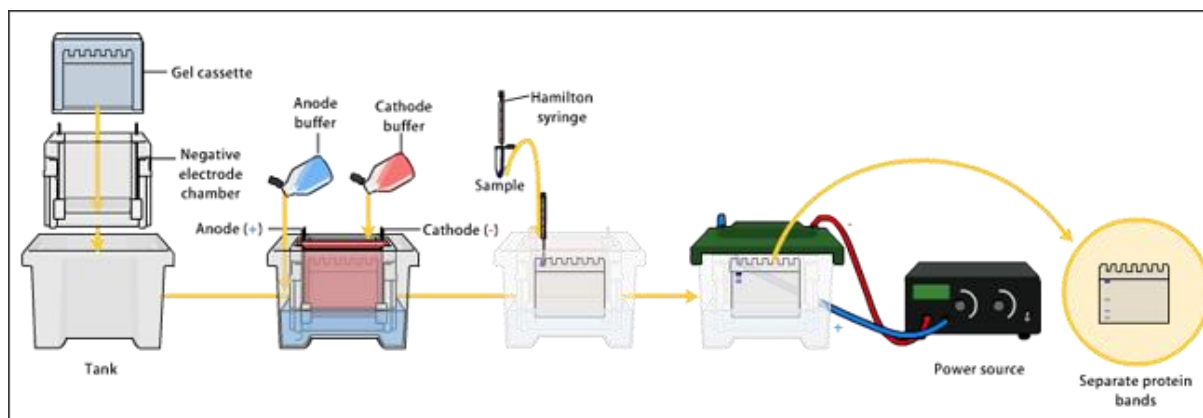 Gel cassette
Negative
electrode
chamber
Tank
Anode
buffer
Cathode
buffer
Anode (+)
Cathode (-)
Hamilton
syringe
Sample
-
+
Power source
Separate protein
bands